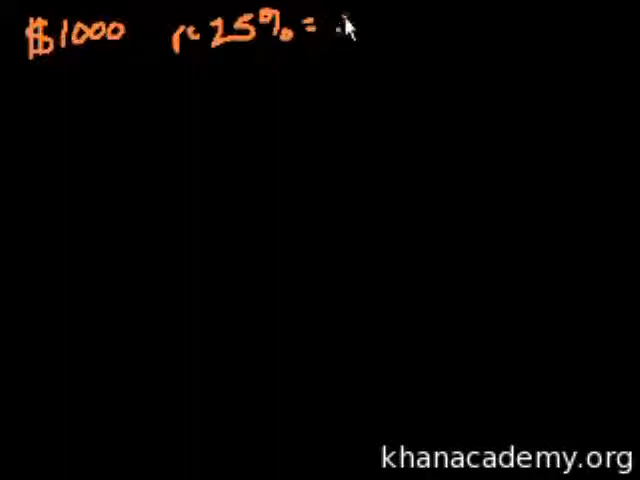 $1000 r= 25% = .
khanacademy.org